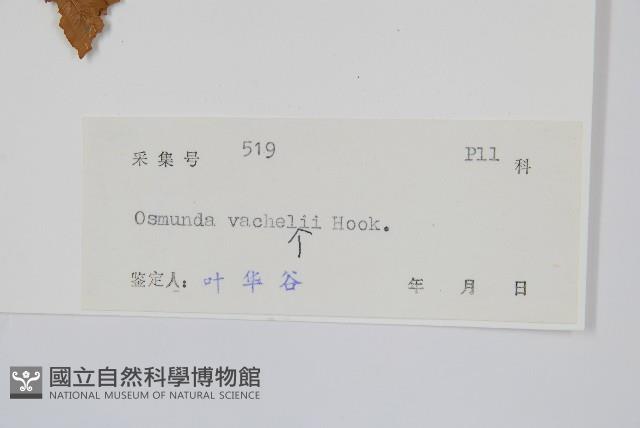 采集号 519 P11 科
Osmunda vachelii Hook.
个
鉴定人: 叶华谷 年 月 日
國立自然科學博物館
NATIONAL MUSEUM OF NATURAL SCIENCE